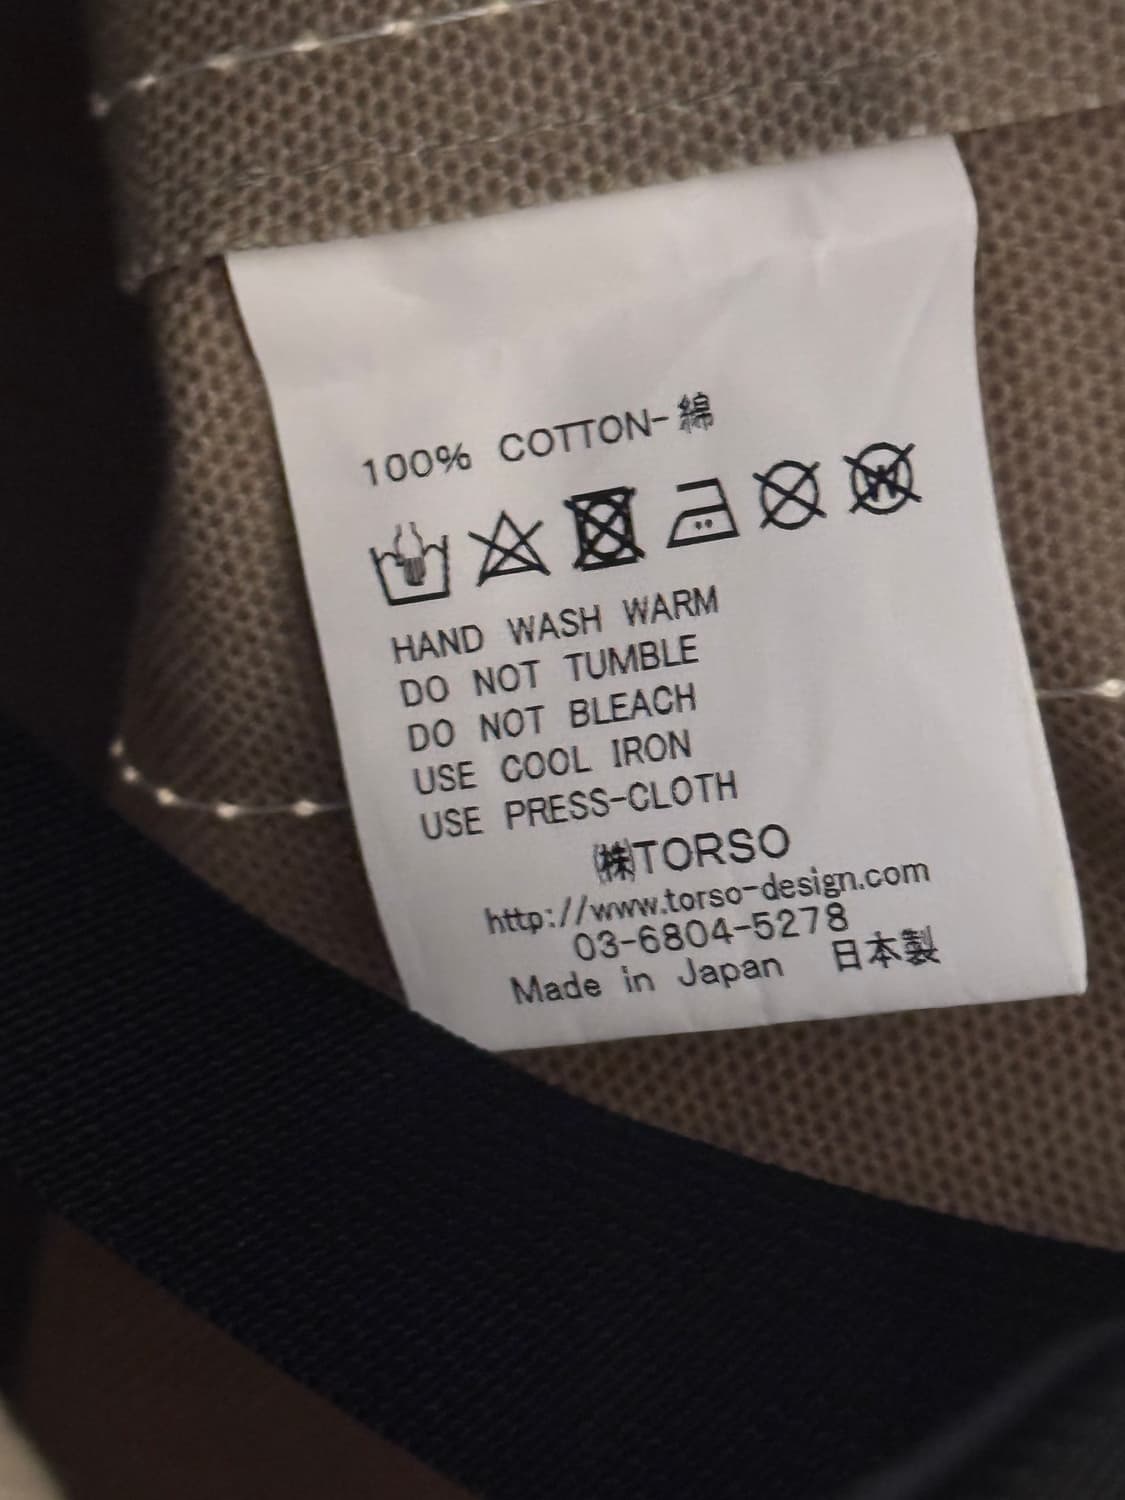 100% COTTON-綿
HAND WASH WARM
DO NOT TUMBLE
DO NOT BLEACH
USE COOL IRON
USE PRESS-CLOTH
㈱TORSO
http://www.torso-design.com
03-6804-5278
Made in Japan 日本製